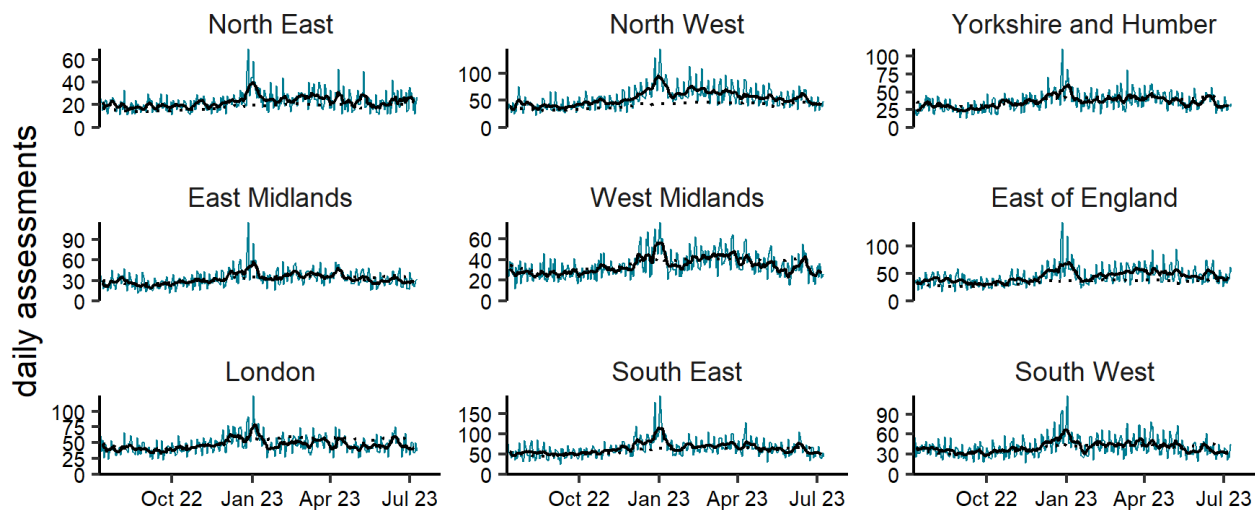 daily assessments
North East
60
40
20
0
North West
100
50
0
Yorkshire and Humber
100
75
50
25
0
East Midlands
90
60
30
0
West Midlands
60
40
20
0
East of England
100
50
0
London
100
75
50
25
0
South East
150
100
50
0
South West
90
60
30
0
Oct 22 Jan 23 Apr 23 Jul 23
Oct 22 Jan 23 Apr 23 Jul 23
Oct 22 Jan 23 Apr 23 Jul 23